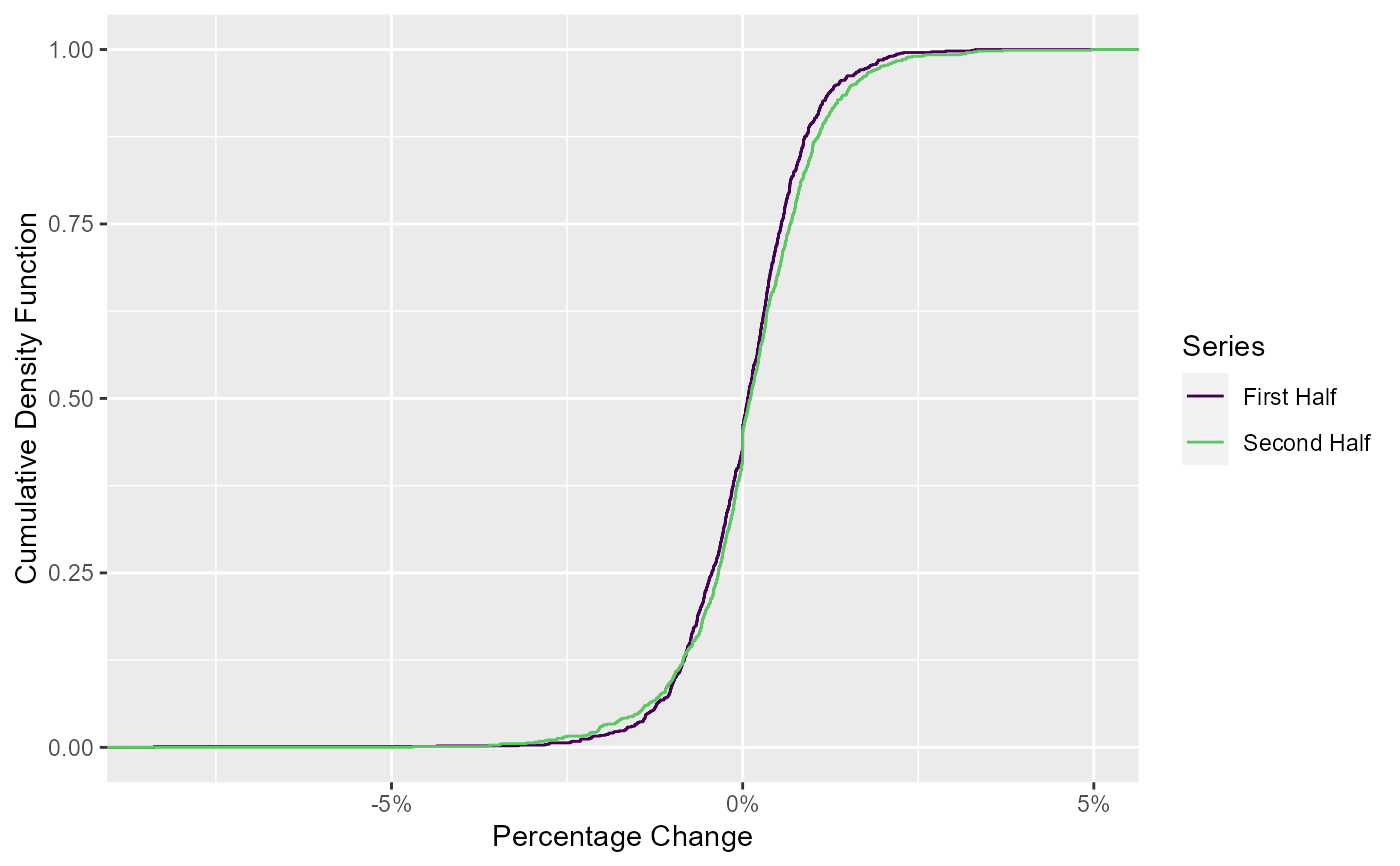 1.00
0.75
0.50
0.25
0.00
Cumulative Density Function
-5%
0%
5%
Percentage Change
Series
First Half
Second Half